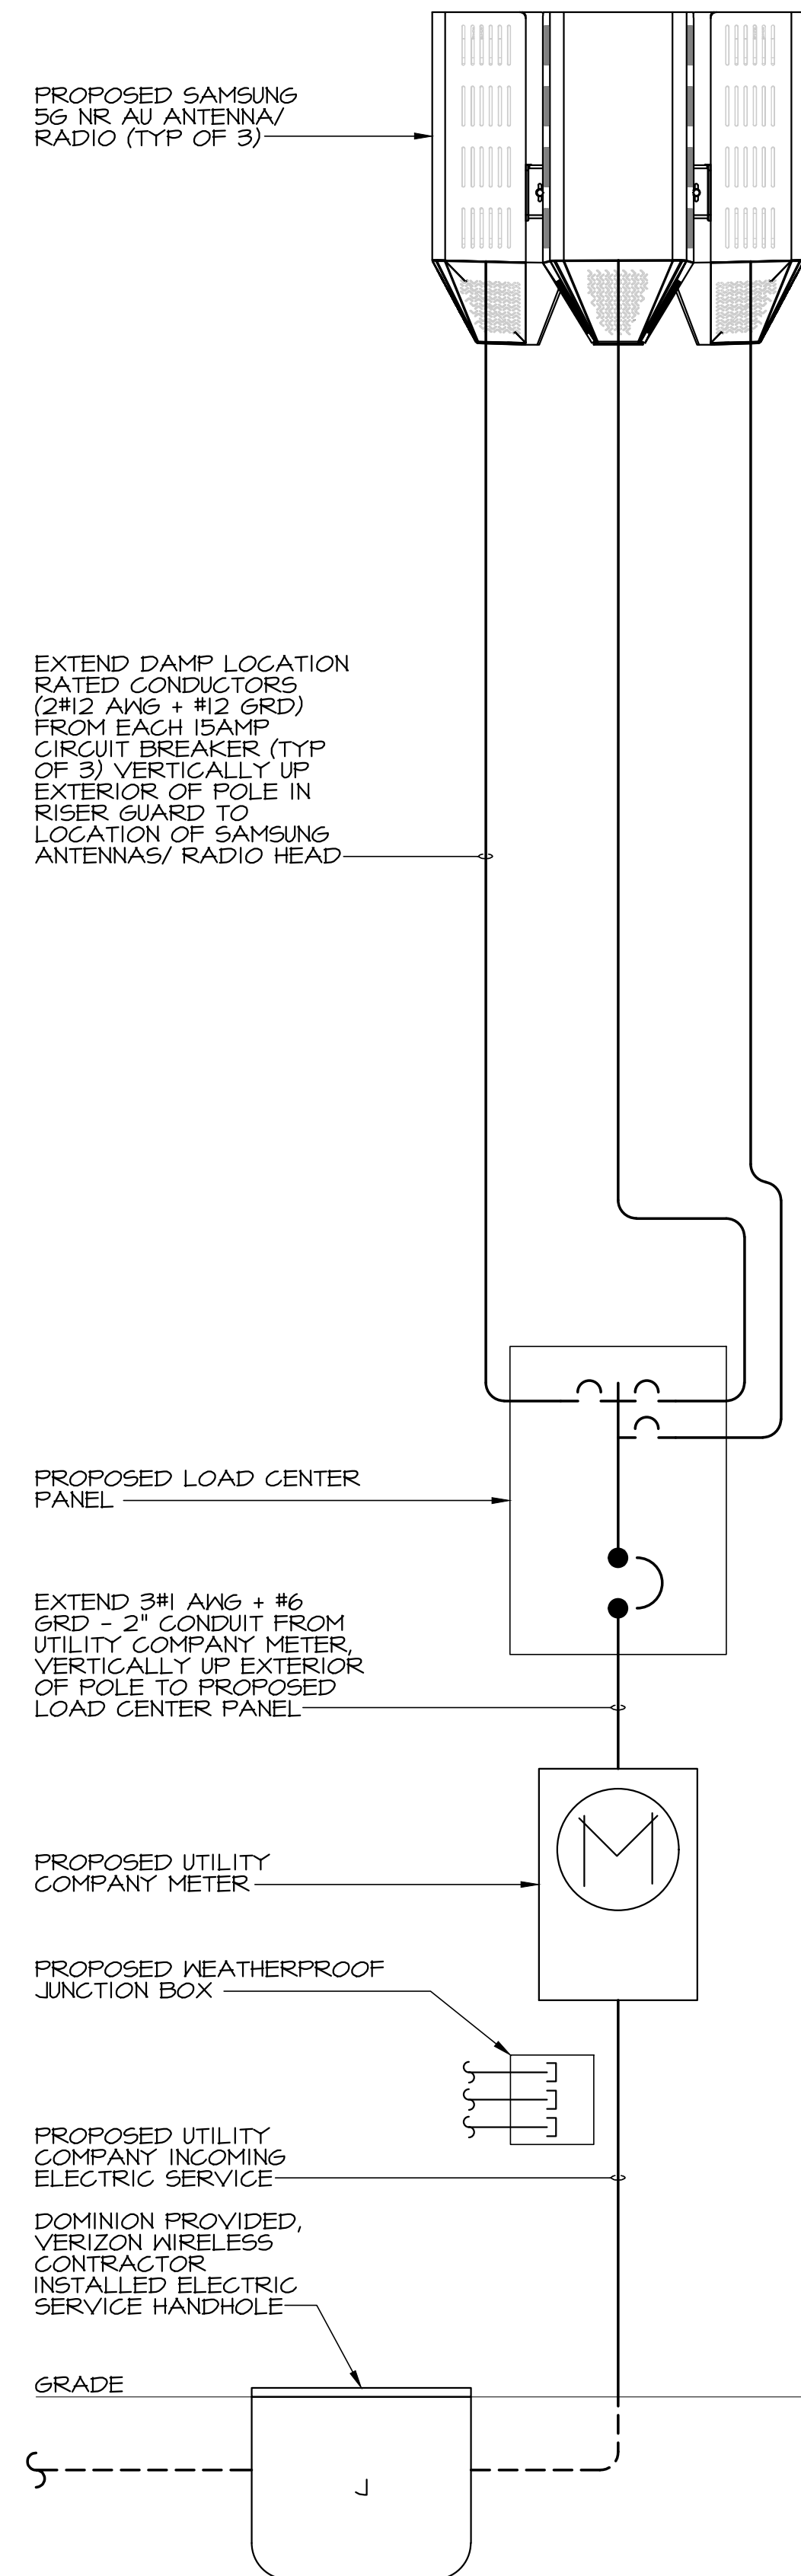 PROPOSED SAMSUNG
5G NR AU ANTENNA/
RADIO (TYP OF 3)
EXTEND DAMP LOCATION
RATED CONDUCTORS
(2#12 AWG + #12 GRD)
FROM EACH 15AMP
CIRCUIT BREAKER (TYP
OF 3) VERTICALLY UP
EXTERIOR OF POLE IN
RISER GUARD TO
LOCATION OF SAMSUNG
ANTENNAS/ RADIO HEAD
PROPOSED LOAD CENTER
PANEL
EXTEND 3#1 AWG + #6
GRD - 2" CONDUIT FROM
UTILITY COMPANY METER,
VERTICALLY UP EXTERIOR
OF POLE TO PROPOSED
LOAD CENTER PANEL
M
PROPOSED UTILITY
COMPANY METER
PROPOSED WEATHERPROOF
JUNCTION BOX
PROPOSED UTILITY
COMPANY INCOMING
ELECTRIC SERVICE
DOMINION PROVIDED,
VERIZON WIRELESS
CONTRACTOR
INSTALLED ELECTRIC
SERVICE HANDHOLE
GRADE
J